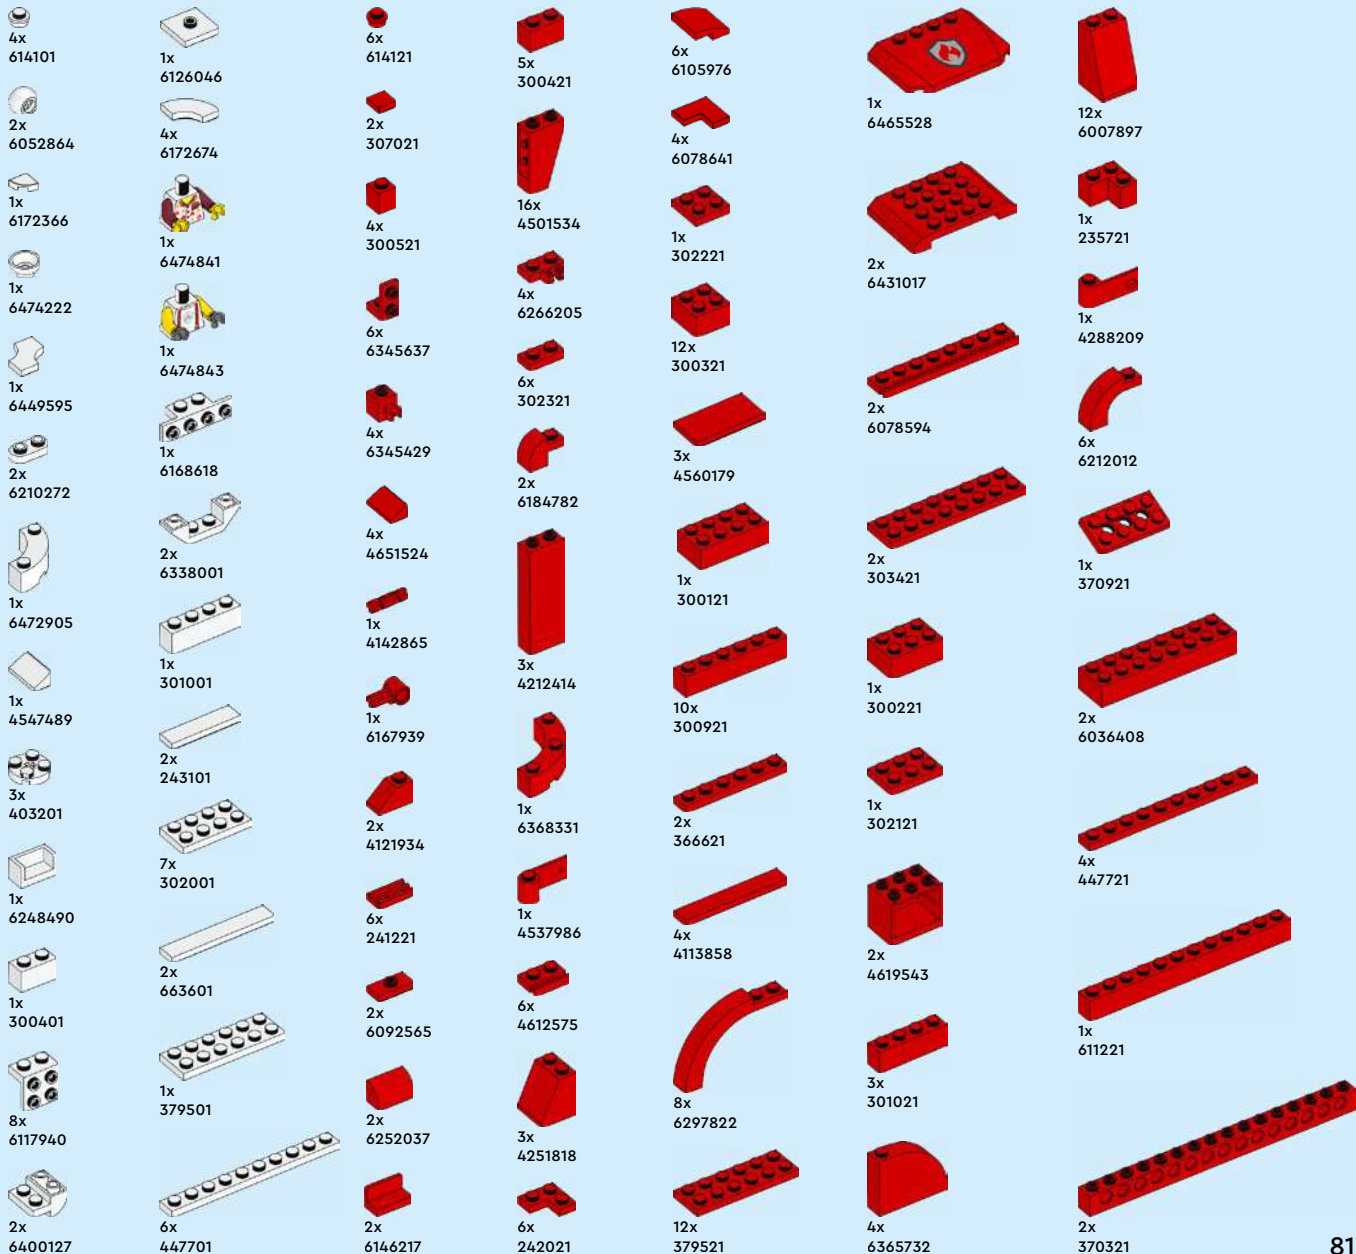 4x
614101
2x
6052864
1x
6172366
1x
6474222
1x
6449595
2x
6210272
1x
6472905
1x
4547489
3x
403201
1x
6248490
1x
300401
8x
6117940
2x
6400127
1x
6126046
4x
6172674
1x
6474841
1x
6474843
1x
6168618
2x
6338001
1x
301001
2x
243101
7x
302001
2x
663601
1x
379501
6x
447701
6x
614121
2x
307021
4x
300521
6x
6345637
4x
6345429
4x
4651524
1x
4142865
1x
6167939
2x
4121934
6x
241221
2x
6092565
2x
6252037
2x
6146217
5x
300421
16x
4501534
4x
6266205
6x
302321
2x
6184782
3x
4212414
1x
6368331
1x
4537986
6x
4612575
3x
4251818
6x
242021
6x
6105976
4x
6078641
1x
302221
12x
300321
3x
4560179
1x
300121
10x
300921
2x
366621
4x
4113858
8x
6297822
12x
379521
1x
6465528
2x
6431017
2x
6078594
2x
303421
1x
300221
1x
302121
2x
4619543
3x
301021
4x
6365732
12x
6007897
1x
235721
1x
4288209
6x
6212012
1x
370921
2x
6036408
4x
447721
1x
611221
2x
370321
81